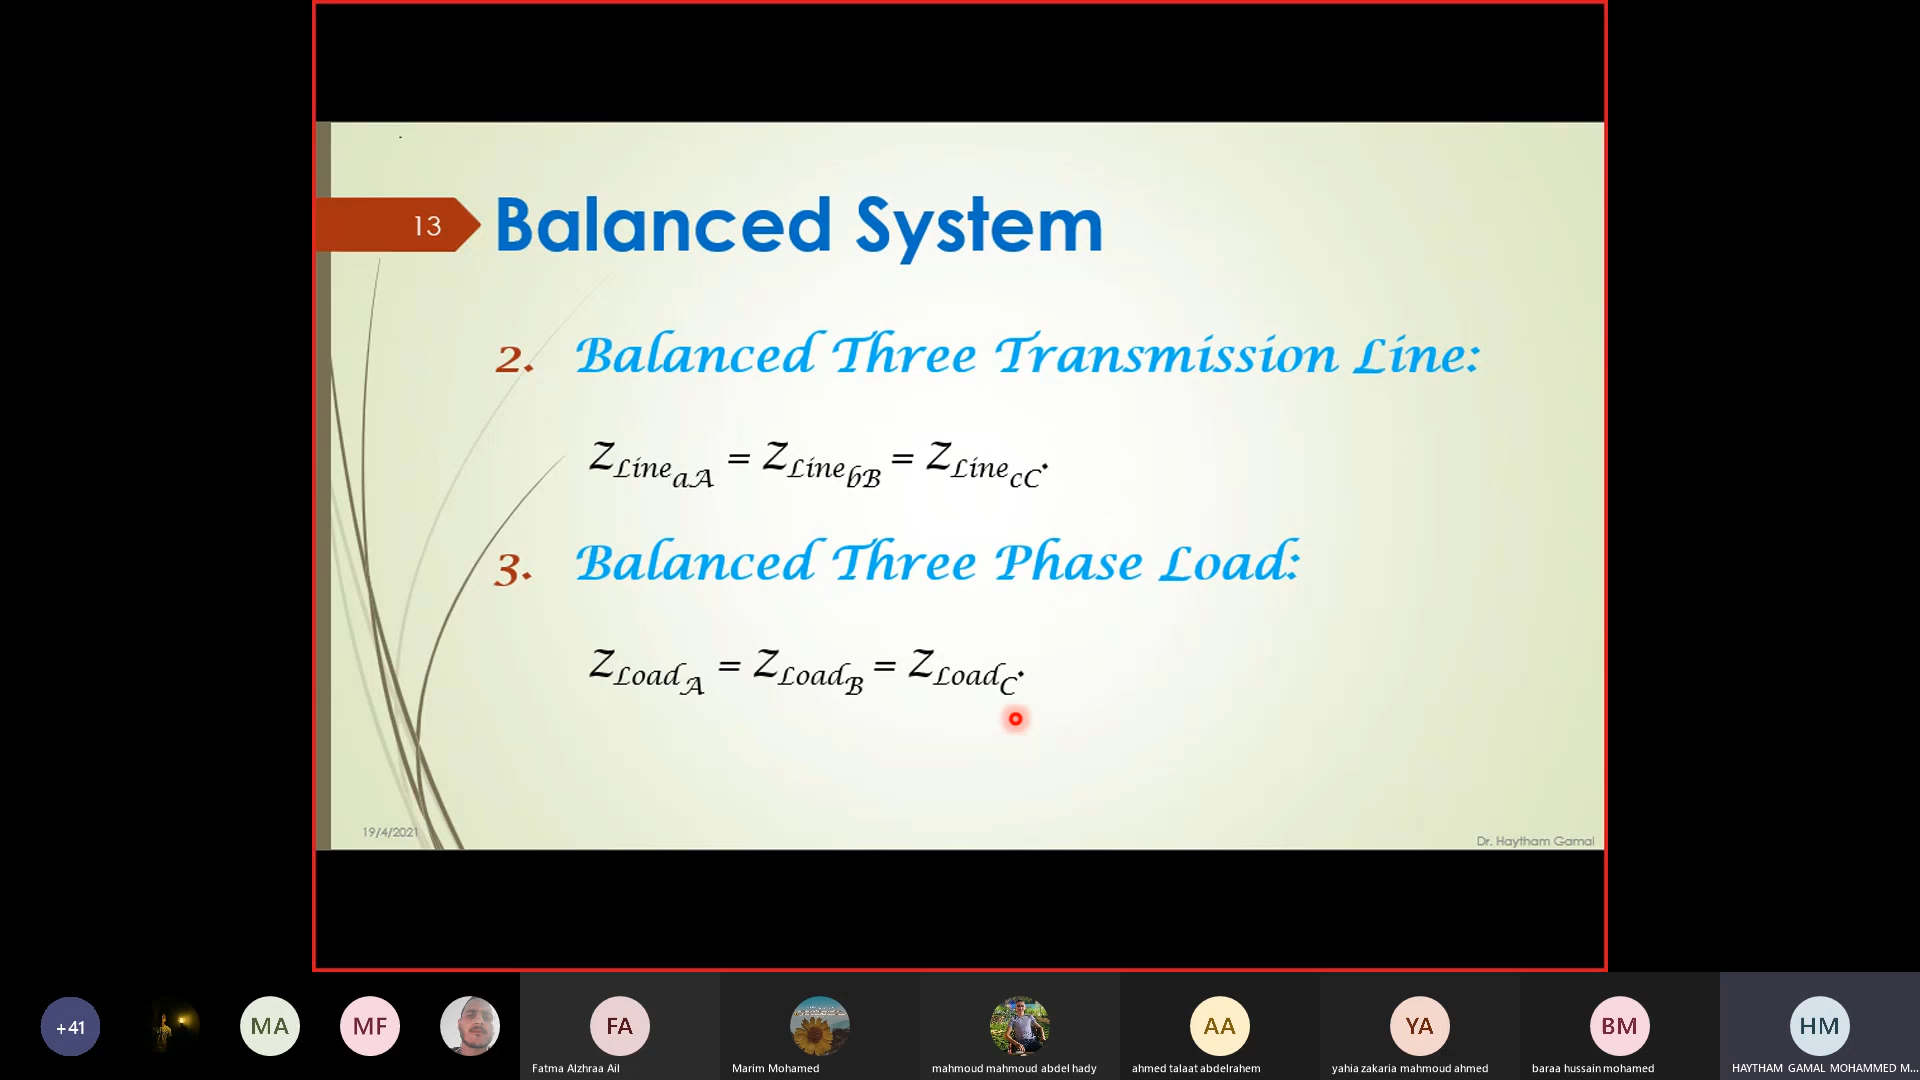 13
Balanced System
2. Balanced Three Transmission Line:
Z_Line_aA = Z_Line_bB = Z_Line_cC.
3. Balanced Three Phase Load:
Z_Load_A = Z_Load_B = Z_Load_C.
19/4/2021
Dr. Haytham Gamal
+41
MA
MF
FA
AA
YA
BM
HM
Fatma Alzhraa Ail
Marim Mohamed
mahmoud mahmoud abdel hady
ahmed talaat abdelrahem
yahia zakaria mahmoud ahmed
baraa hussain mohamed
HAYTHAM GAMAL MOHAMMED M...